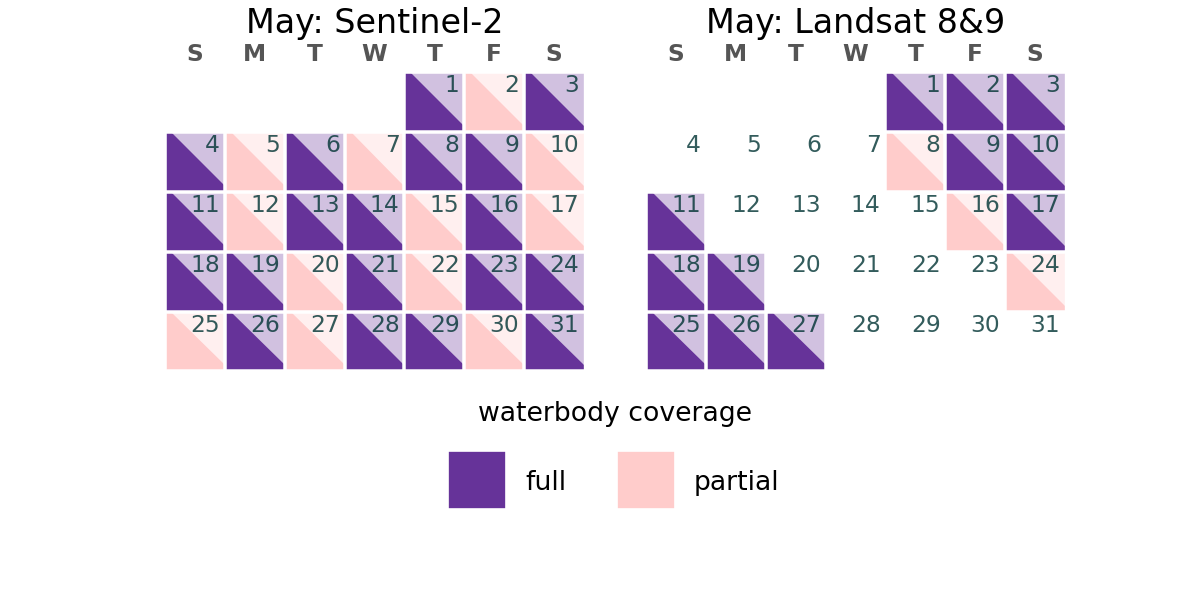 May: Sentinel-2
S M T W T F S
1 2 3
4 5 6 7 8 9 10
11 12 13 14 15 16 17
18 19 20 21 22 23 24
25 26 27 28 29 30 31
May: Landsat 8&9
S M T W T F S
1 2 3
4 5 6 7 8 9 10
11 12 13 14 15 16 17
18 19 20 21 22 23 24
25 26 27 28 29 30 31
waterbody coverage
full partial